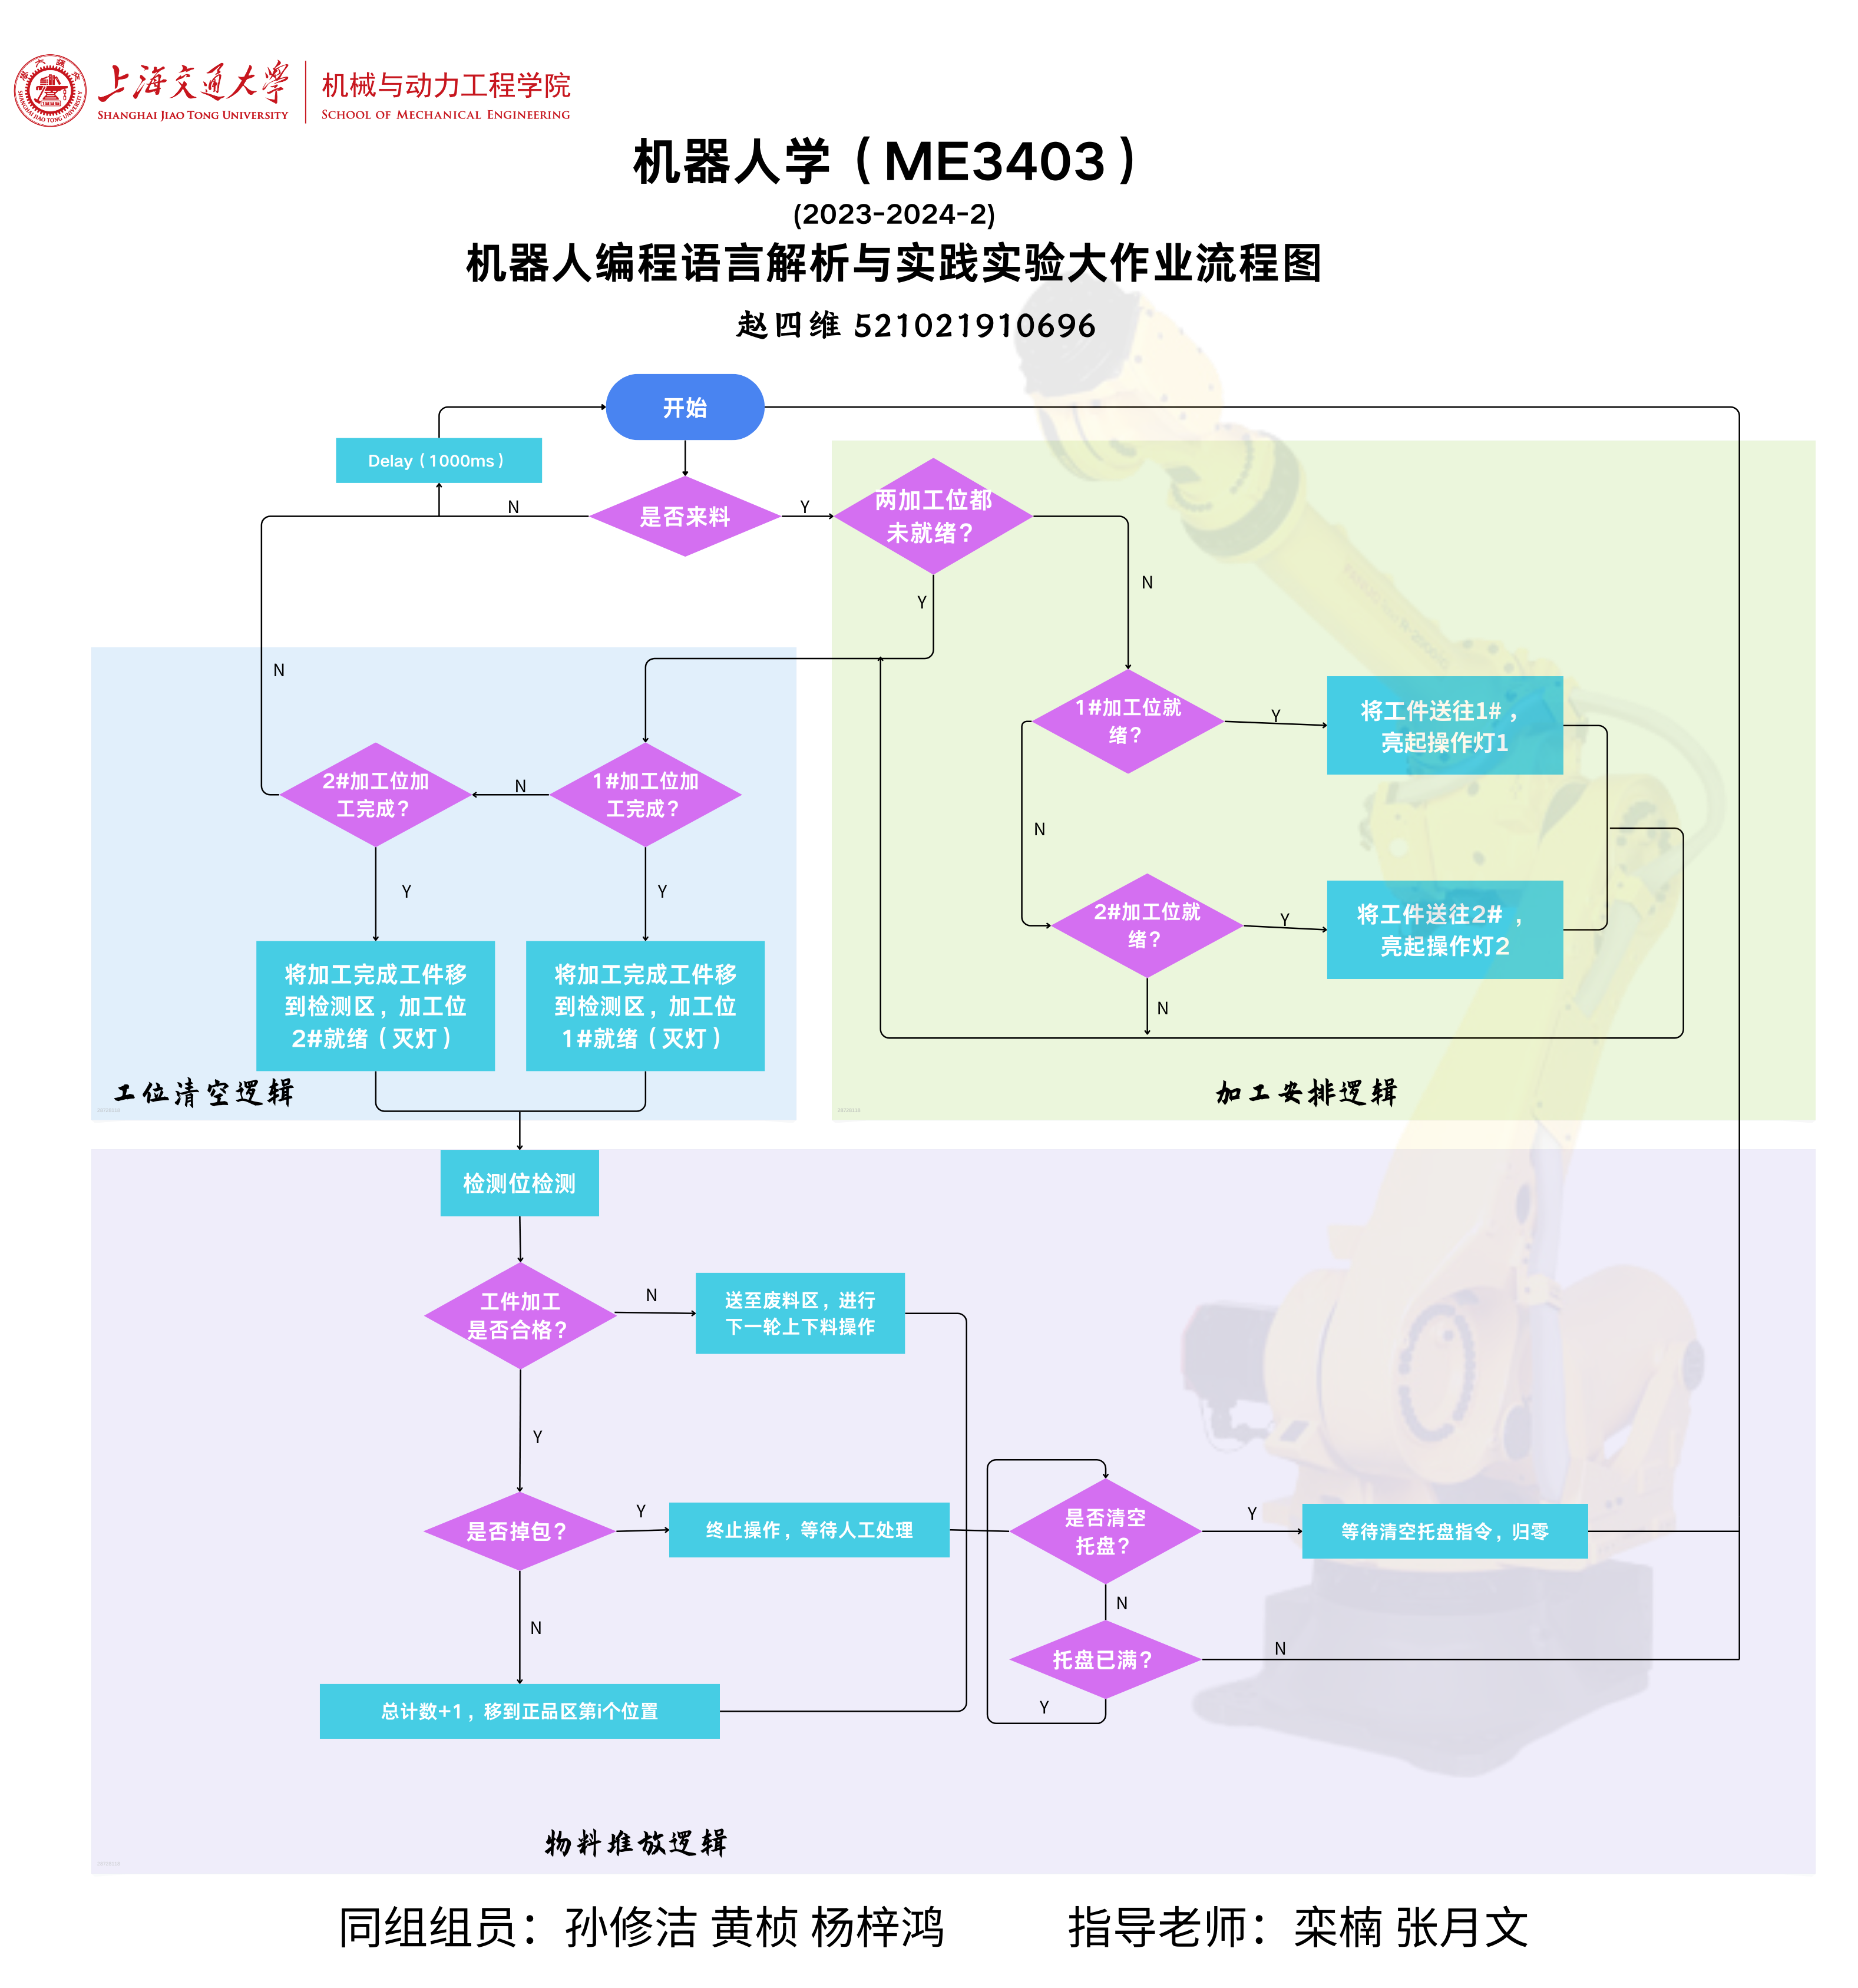 上海交通大学
SHANGHAI JIAO TONG UNIVERSITY
机械与动力工程学院
SCHOOL OF MECHANICAL ENGINEERING
机器人学（ME3403）
(2023-2024-2)
机器人编程语言解析与实践实验大作业流程图
赵四维 521021910696
开始
Delay（1000ms）
N
是否来料
Y
两加工位都
未就绪？
N
Y
N
1#加工位就
绪？
Y
将工件送往1#，
亮起操作灯1
2#加工位加
工完成？
N
1#加工位加
工完成？
N
Y
Y
2#加工位就
绪？
Y
将工件送往2#，
亮起操作灯2
N
将加工完成工件移
到检测区，加工位
2#就绪（灭灯）
将加工完成工件移
到检测区，加工位
1#就绪（灭灯）
工位清空逻辑
加工安排逻辑
检测位检测
工件加工
是否合格？
N
送至废料区，进行
下一轮上下料操作
Y
是否掉包？
Y
终止操作，等待人工处理
是否清空
托盘？
Y
等待清空托盘指令，归零
N
N
托盘已满？
N
Y
总计数+1，移到正品区第i个位置
物料堆放逻辑
同组组员：孙修洁 黄桢 杨梓鸿
指导老师：栾楠 张月文